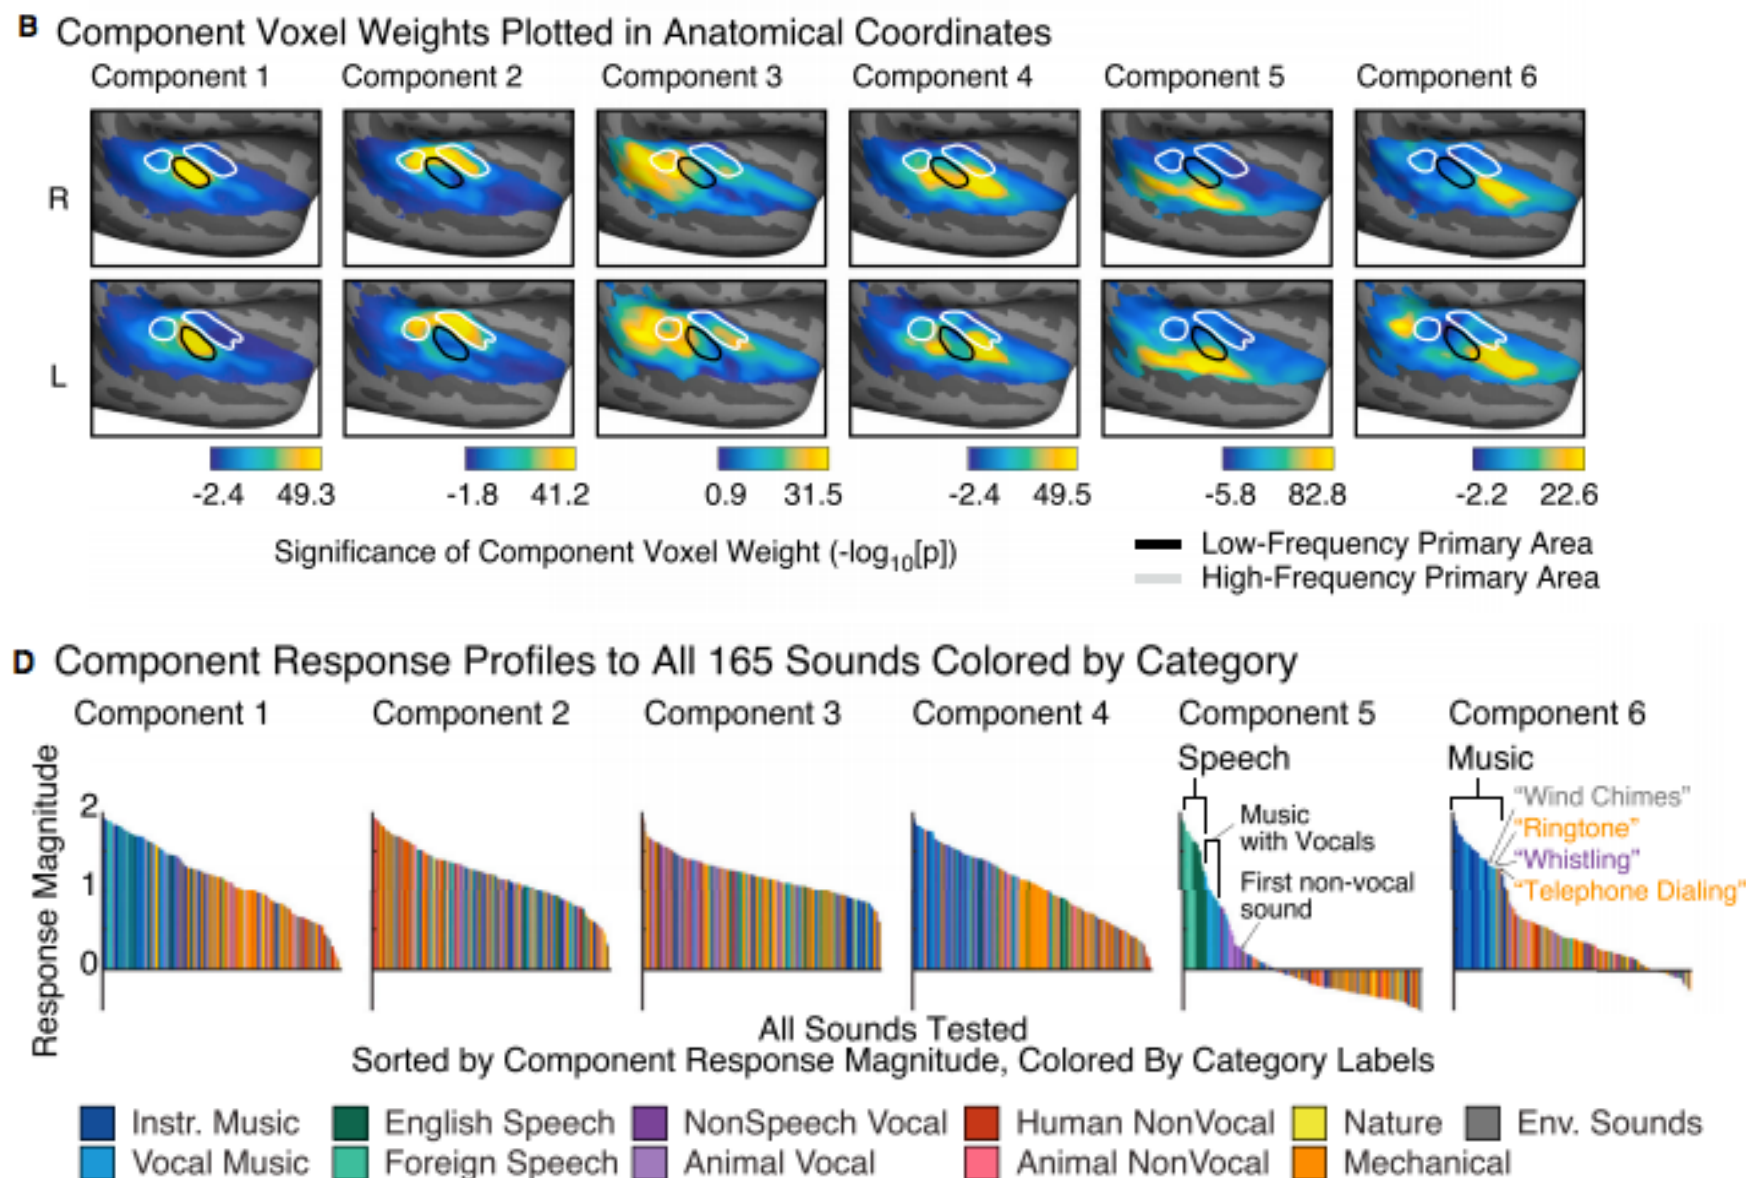 B Component Voxel Weights Plotted in Anatomical Coordinates
Component 1 Component 2 Component 3 Component 4 Component 5 Component 6
R
L
-2.4 49.3 -1.8 41.2 0.9 31.5 -2.4 49.5 -5.8 82.8 -2.2 22.6
Significance of Component Voxel Weight (-log10[p])
Low-Frequency Primary Area
High-Frequency Primary Area
D Component Response Profiles to All 165 Sounds Colored by Category
Component 1 Component 2 Component 3 Component 4 Component 5 Component 6
Response Magnitude
2
1
0
Speech
Music
with Vocals
First non-vocal
sound
Music
“Wind Chimes”
“Ringtone”
“Whistling”
“Telephone Dialing”
All Sounds Tested
Sorted by Component Response Magnitude, Colored By Category Labels
Instr. Music English Speech NonSpeech Vocal Human NonVocal Nature Env. Sounds
Vocal Music Foreign Speech Animal Vocal Animal NonVocal Mechanical